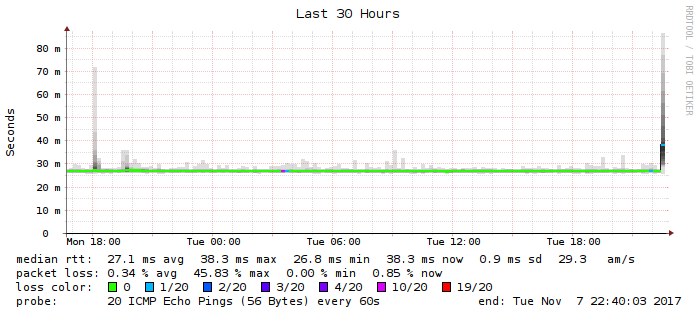 Last 30 Hours
RRDTOOL / TOBI OETIKER
Seconds
80 m
70 m
60 m
50 m
40 m
30 m
20 m
10 m
0
Mon 18:00 Tue 00:00 Tue 06:00 Tue 12:00 Tue 18:00
median rtt: 27.1 ms avg 38.3 ms max 26.8 ms min 38.3 ms now 0.9 ms sd 29.3 am/s
packet loss: 0.34 % avg 45.83 % max 0.00 % min 0.85 % now
loss color: 0 1/20 2/20 3/20 4/20 10/20 19/20
probe: 20 ICMP Echo Pings (56 Bytes) every 60s end: Tue Nov 7 22:40:03 2017